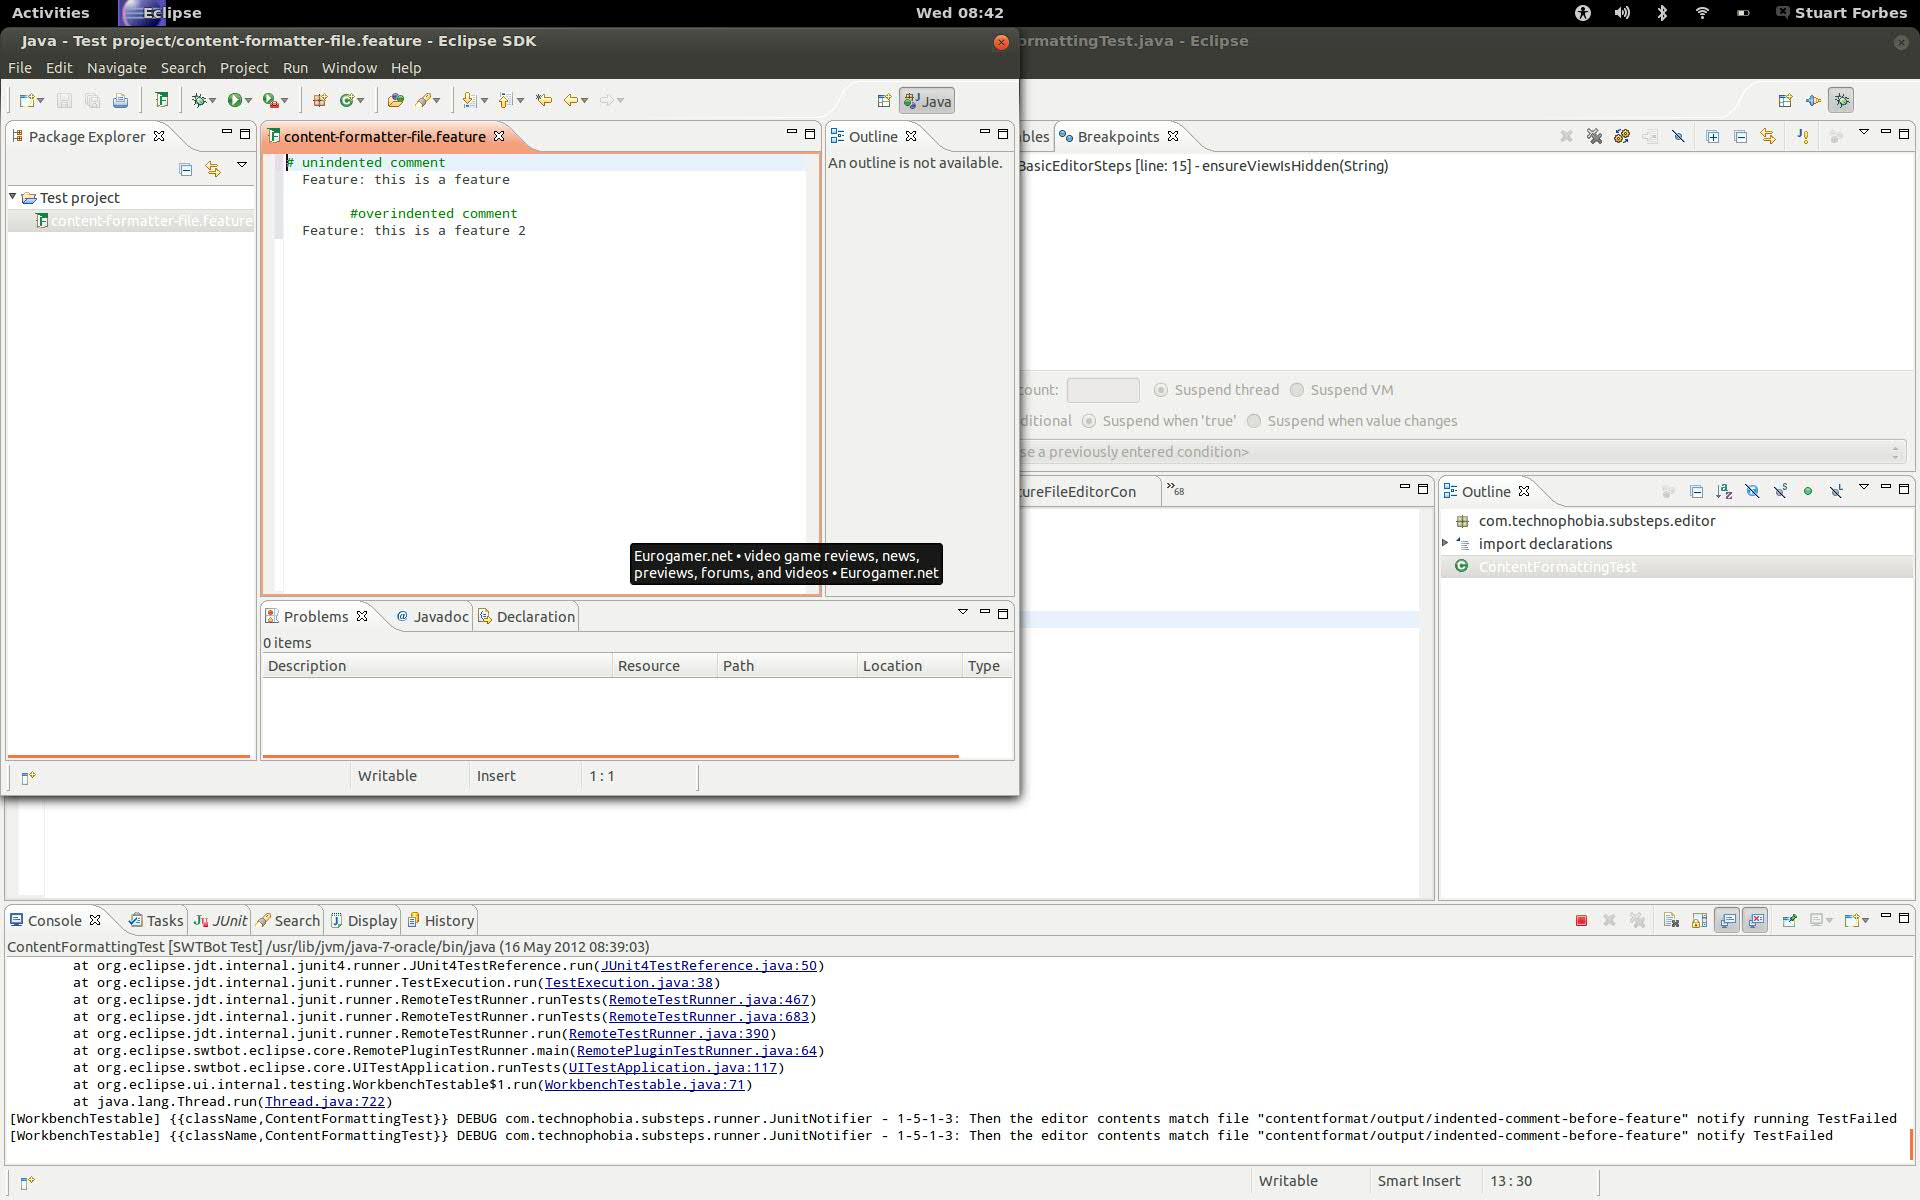 Activities
Eclipse
Wed 08:42
Stuart Forbes
Java - Test project/content-formatter-file.feature - Eclipse SDK
ormattingTest.java - Eclipse
File Edit Navigate Search Project Run Window Help
Java
Package Explorer
content-formatter-file.feature
Outline
bles
Breakpoints
Test project
content-formatter-file.feature
# unindented comment
Feature: this is a feature
#overindented comment
Feature: this is a feature 2
An outline is not available.
BasicEditorSteps [line: 15] - ensureViewIsHidden(String)
ount:
Suspend thread
Suspend VM
ditional
Suspend when 'true'
Suspend when value changes
se a previously entered condition>
ureFileEditorCon
»68
Outline
com.technophobia.substeps.editor
import declarations
ContentFormattingTest
Eurogamer.net • video game reviews, news,
previews, forums, and videos • Eurogamer.net
Problems
@ Javadoc
Declaration
0 items
Description Resource Path Location Type
Writable Insert 1 : 1
Console Tasks JUnit Search Display History
ContentFormattingTest [SWTBot Test] /usr/lib/jvm/java-7-oracle/bin/java (16 May 2012 08:39:03)
at org.eclipse.jdt.internal.junit4.runner.JUnit4TestReference.run(JUnit4TestReference.java:50)
at org.eclipse.jdt.internal.junit.runner.TestExecution.run(TestExecution.java:38)
at org.eclipse.jdt.internal.junit.runner.RemoteTestRunner.runTests(RemoteTestRunner.java:467)
at org.eclipse.jdt.internal.junit.runner.RemoteTestRunner.runTests(RemoteTestRunner.java:683)
at org.eclipse.jdt.internal.junit.runner.RemoteTestRunner.run(RemoteTestRunner.java:390)
at org.eclipse.swtbot.eclipse.core.RemotePluginTestRunner.main(RemotePluginTestRunner.java:64)
at org.eclipse.swtbot.eclipse.core.UITestApplication.runTests(UITestApplication.java:117)
at org.eclipse.ui.internal.testing.WorkbenchTestable$1.run(WorkbenchTestable.java:71)
at java.lang.Thread.run(Thread.java:722)
[WorkbenchTestable] {{className,ContentFormattingTest}} DEBUG com.technophobia.substeps.runner.JunitNotifier - 1-5-1-3: Then the editor contents match file "contentformat/output/indented-comment-before-feature" notify running TestFailed
[WorkbenchTestable] {{className,ContentFormattingTest}} DEBUG com.technophobia.substeps.runner.JunitNotifier - 1-5-1-3: Then the editor contents match file "contentformat/output/indented-comment-before-feature" notify TestFailed
Writable Smart Insert 13 : 30